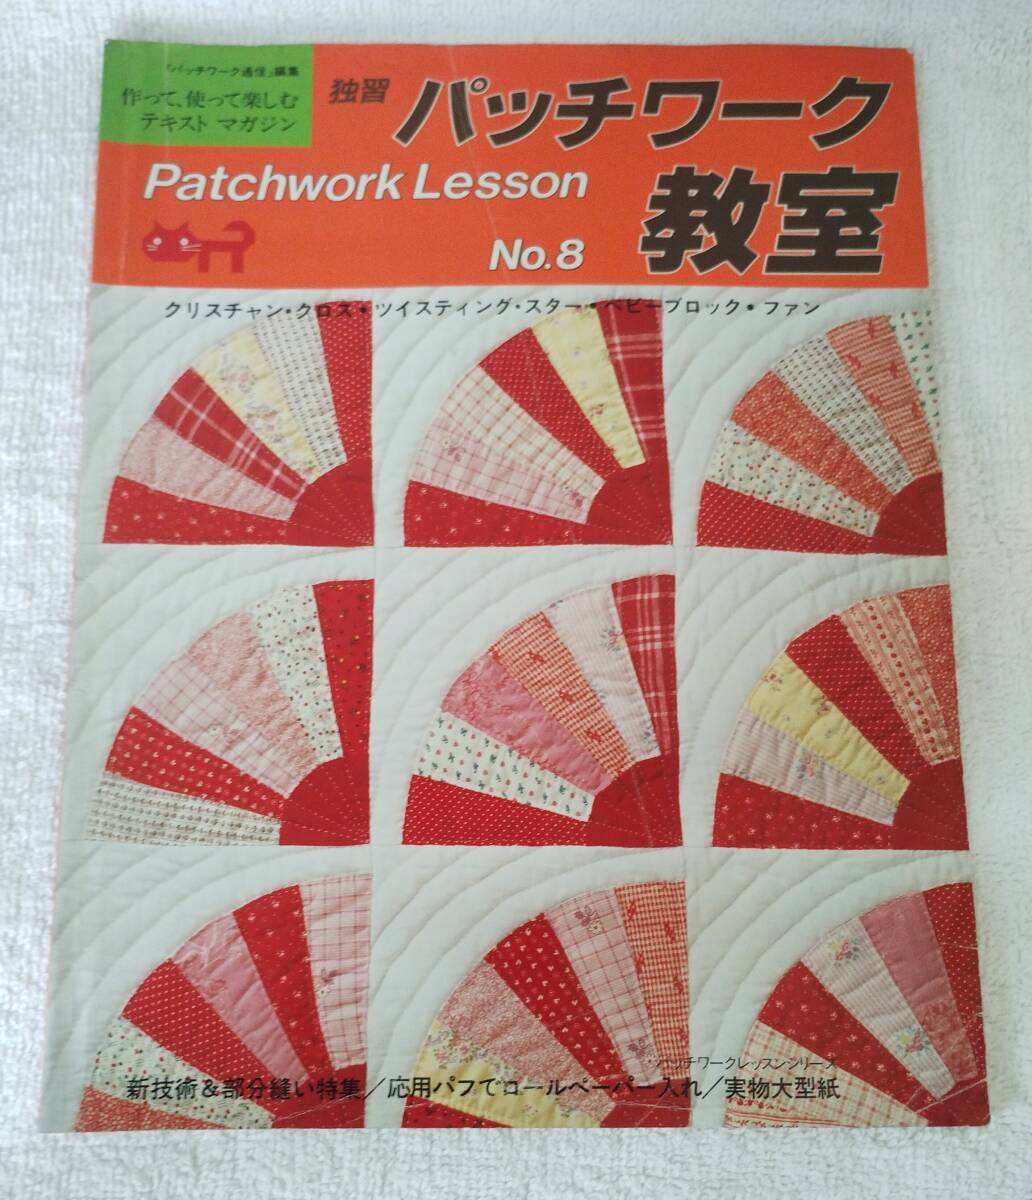 「パッチワーク通信」編集
作って、使って楽しむ
テキスト マガジン
独習 パッチワーク
教室
Patchwork Lesson
No.8
クリスチャン・クロス・ツイスティング・スター・ベビーブロック・ファン
パッチワークレッスンシリーズ
新技術&部分縫い特集/応用パフでロールペーパー入れ/実物大型紙